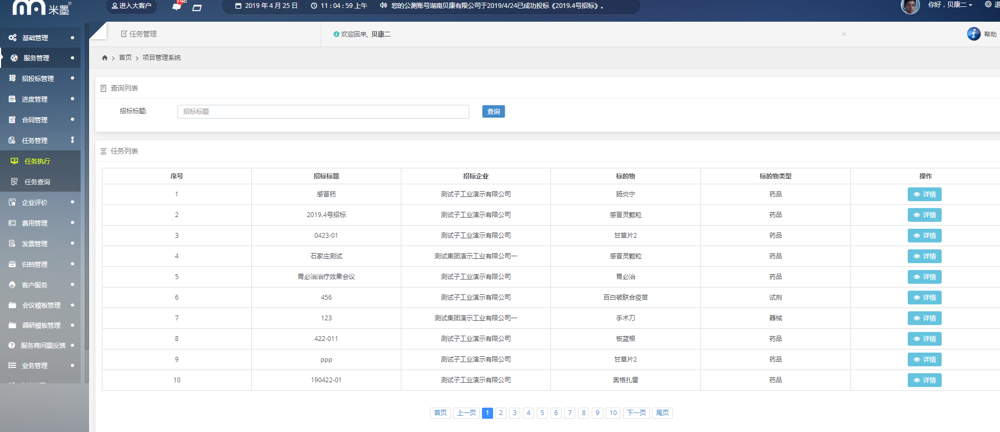 米墨®
进入大客户
148
2019 年 4 月 25 日
11 : 04 : 59 上午
您的公测账号湖南贝康有限公司于2019/4/24已成功投标《2019.4号招标》。
你好，贝康二
退
基础管理
服务管理
招投标管理
进度管理
合同管理
任务管理
任务执行
任务查询
企业评价
费用管理
发票管理
归档管理
客户服务
会议模板管理
调研模板管理
服务商问题反馈
业务管理
任务管理
欢迎回来, 贝康二
×
帮助
首页 > 项目管理系统
查询列表
招标标题:
招标标题
查询
任务列表
序号 招标标题 招标企业 标的物 标的物类型 操作
1 感冒药 测试子工业演示有限公司 肠炎宁 药品 详情
2 2019.4号招标 测试子工业演示有限公司 感冒灵颗粒 药品 详情
3 0423-01 测试子工业演示有限公司 甘草片2 药品 详情
4 石家庄测试 测试集团演示工业有限公司一 感冒灵颗粒 药品 详情
5 胃必治治疗效果会议 测试子工业演示有限公司 胃必治 药品 详情
6 456 测试子工业演示有限公司 百白破联合疫苗 试剂 详情
7 123 测试集团演示工业有限公司一 手术刀 器械 详情
8 422-011 测试子工业演示有限公司 板蓝根 药品 详情
9 ppp 测试子工业演示有限公司 甘草片2 药品 详情
10 190422-01 测试子工业演示有限公司 奥格扎雷 药品 详情
首页 上一页 1 2 3 4 5 6 7 8 9 10 下一页 尾页